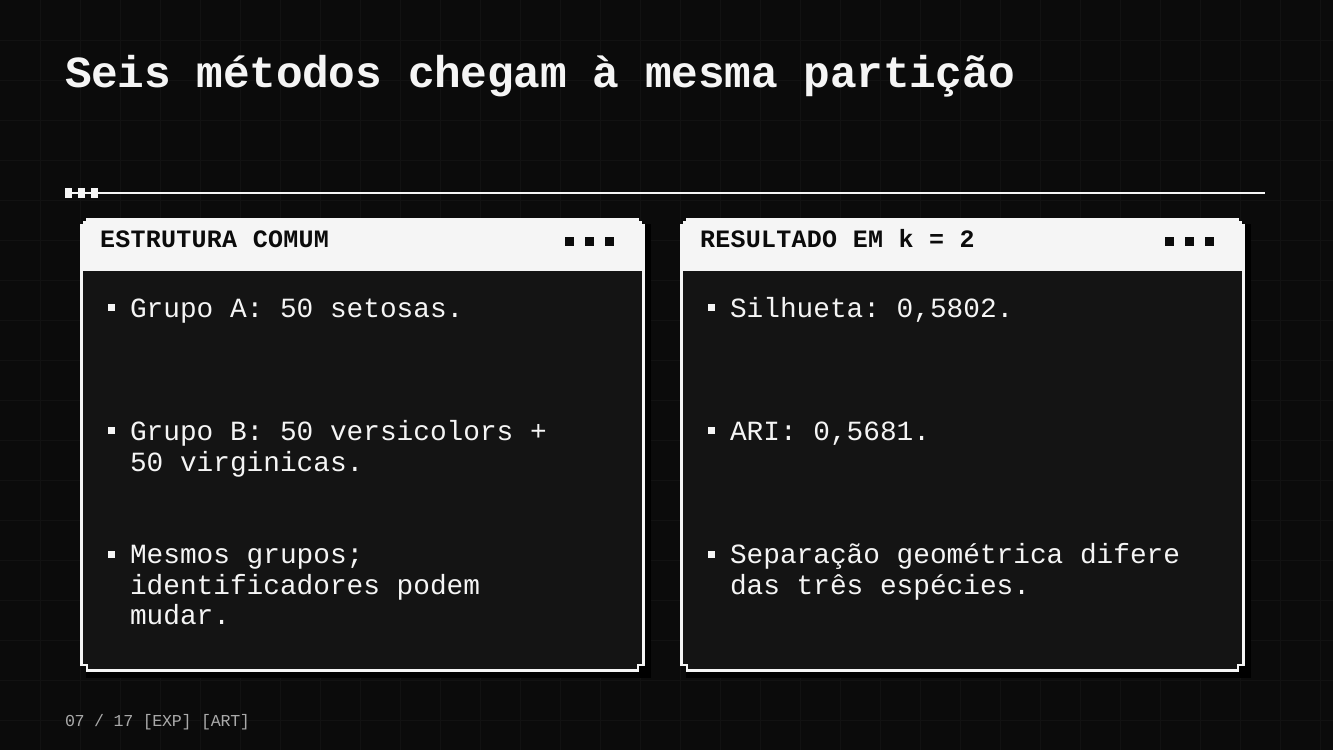 Seis métodos chegam à mesma partição
ESTRUTURA COMUM
Grupo A: 50 setosas.
Grupo B: 50 versicolors +
50 virginicas.
Mesmos grupos;
identificadores podem
mudar.
RESULTADO EM k = 2
Silhueta: 0,5802.
ARI: 0,5681.
Separação geométrica difere
das três espécies.
07 / 17 [EXP] [ART]